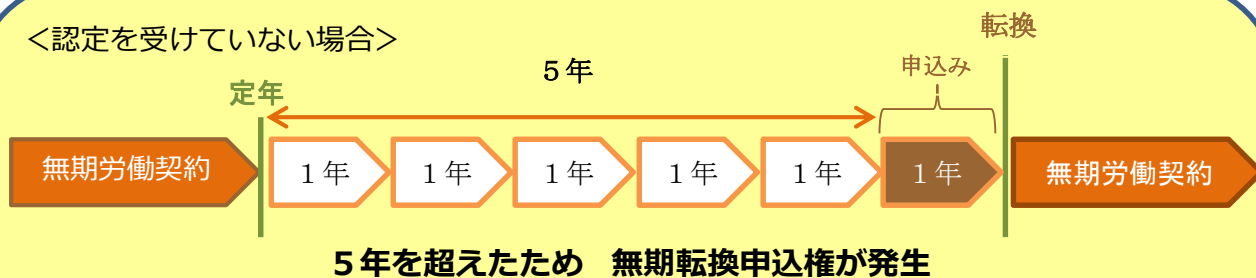 ＜認定を受けていない場合＞
転換
５年
申込み
定年
無期労働契約
１年
１年
１年
１年
１年
１年
無期労働契約
５年を超えたため　無期転換申込権が発生